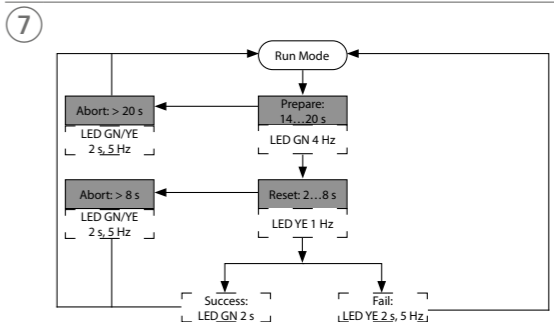 7
Run Mode
Abort: > 20 s
LED GN/YE
2 s, 5 Hz
Prepare:
14...20 s
LED GN 4 Hz
Abort: > 8 s
LED GN/YE
2 s, 5 Hz
Reset: 2...8 s
LED YE 1 Hz
Success:
LED GN 2 s
Fail:
LED YE 2 s, 5 Hz